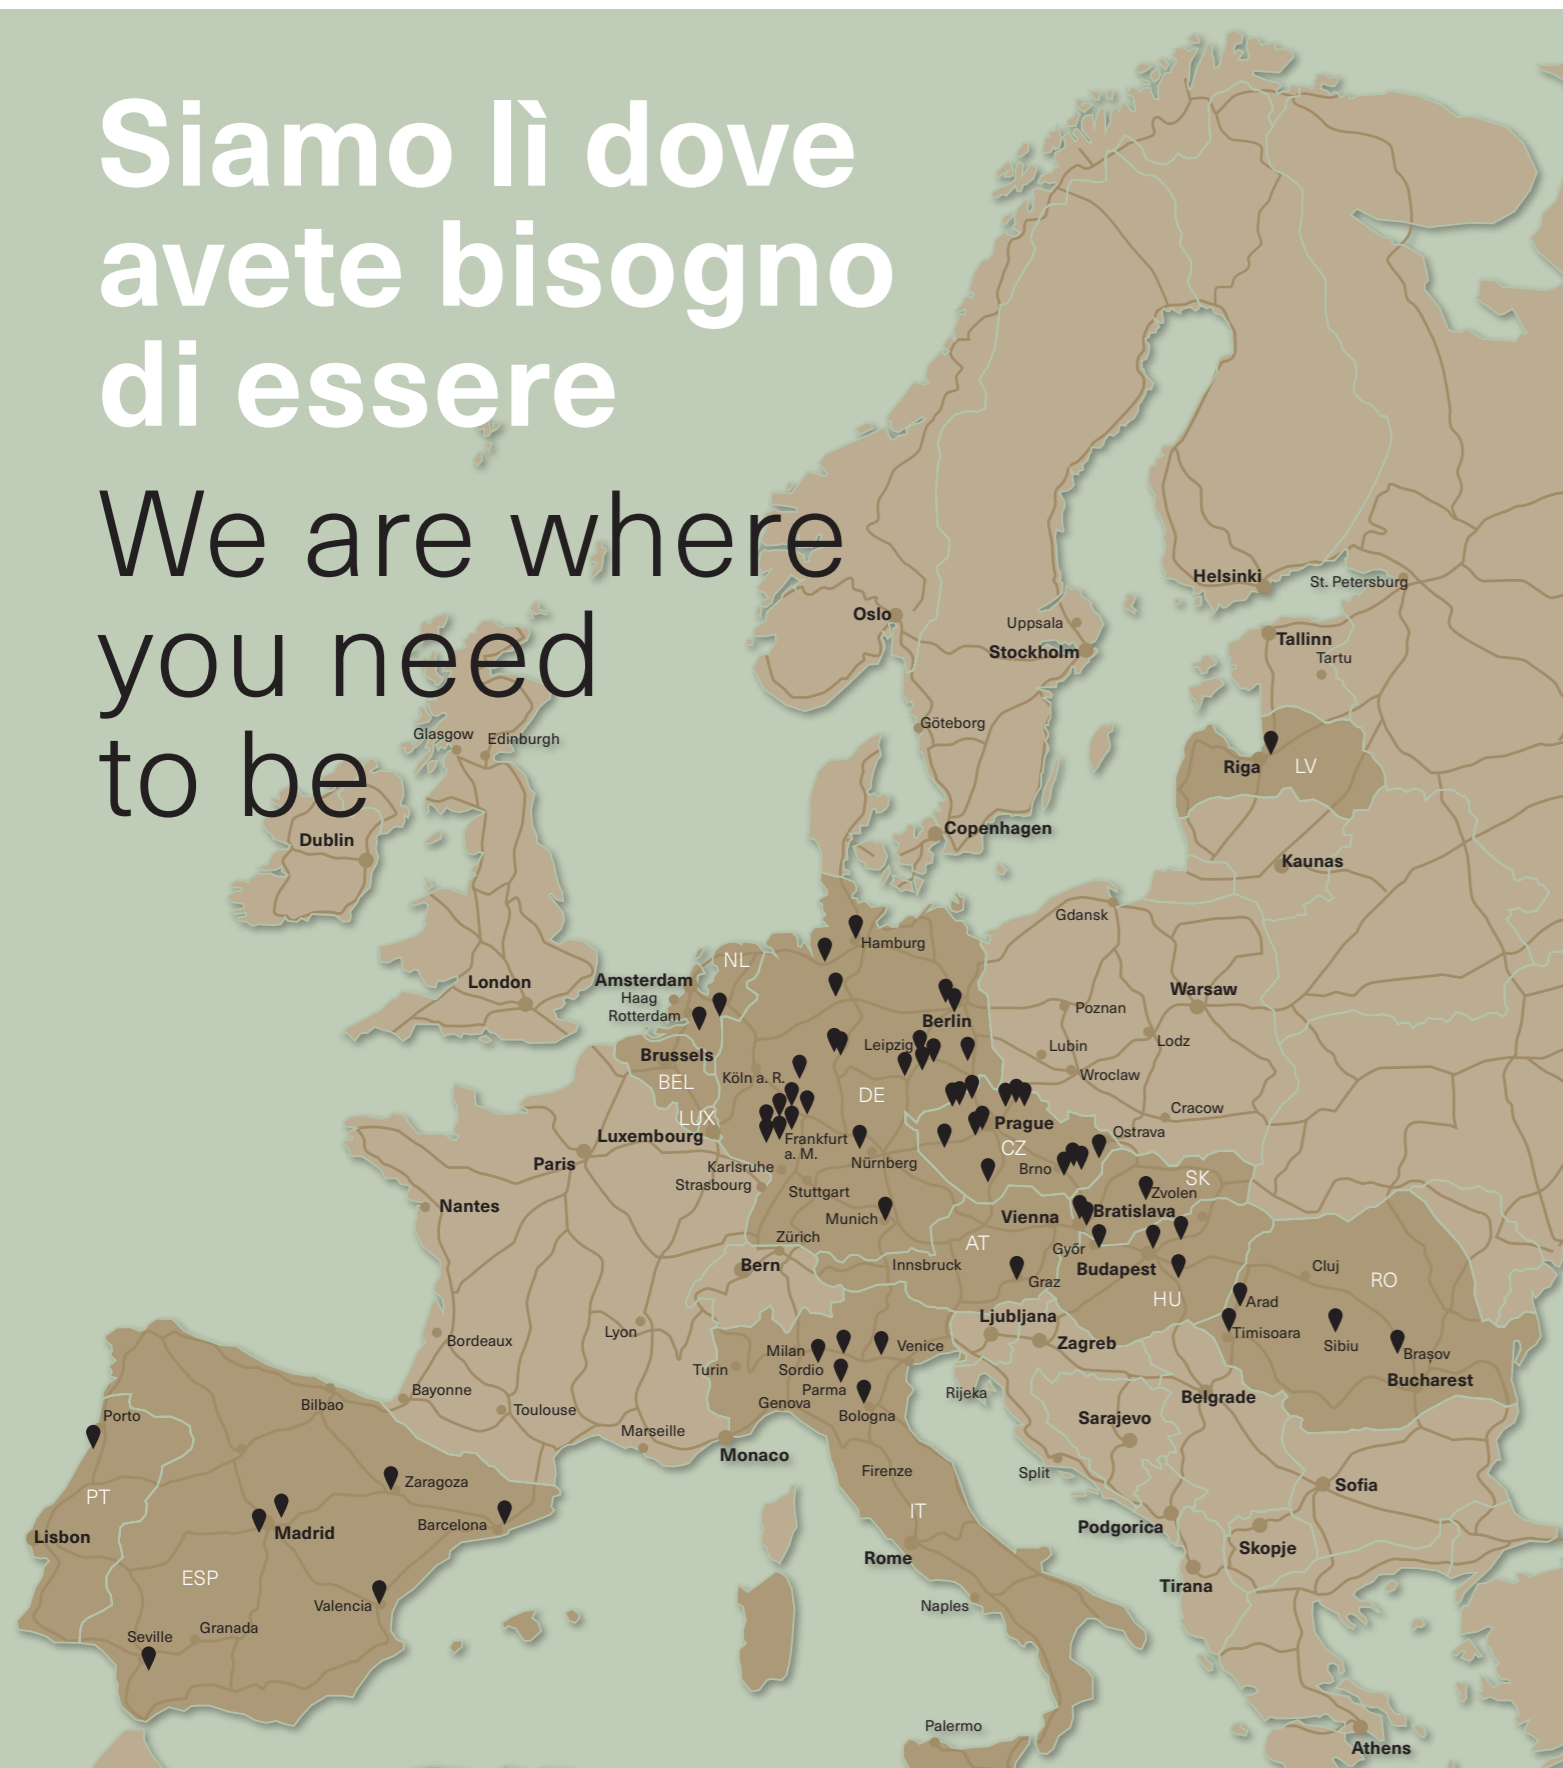 Siamo lì dove
avete bisogno
di essere
We are where
you need
to be
Helsinki
St. Petersburg
Oslo
Uppsala
Stockholm
Tallinn
Tartu
Göteborg
Glasgow
Edinburgh
Riga
LV
Dublin
Copenhagen
Kaunas
Gdansk
Hamburg
NL
London
Amsterdam
Haag
Rotterdam
Warsaw
Poznan
Berlin
Leipzig
Lubin
Lodz
Brussels
Köln a. R.
BEL
DE
Wroclaw
LUX
Luxembourg
Cracow
Prague
Ostrava
Frankfurt
a. M.
CZ
Paris
Karlsruhe
Nürnberg
Brno
SK
Strasbourg
Stuttgart
Zvolen
Nantes
Munich
Vienna
Bratislava
Zürich
AT
Győr
Bern
Innsbruck
Budapest
Cluj
Graz
RO
HU
Arad
Ljubljana
Lyon
Bordeaux
Zagreb
Timisoara
Sibiu
Milan
Venice
Brașov
Turin
Sordio
Bucharest
Bayonne
Parma
Rijeka
Belgrade
Bilbao
Genova
Toulouse
Porto
Bologna
Sarajevo
Marseille
Monaco
Firenze
Split
Zaragoza
Sofia
PT
IT
Barcelona
Podgorica
Lisbon
Madrid
Skopje
Rome
ESP
Tirana
Valencia
Naples
Granada
Seville
Palermo
Athens